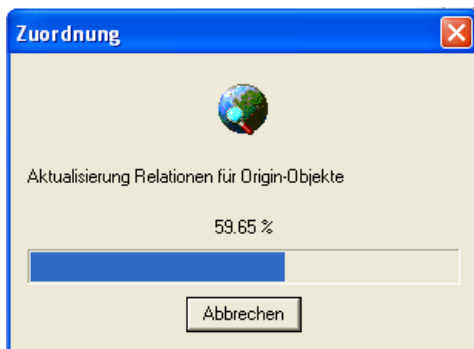 Zuordnung
Aktualisierung Relationen für Origin-Objekte
59.65 %
Abbrechen